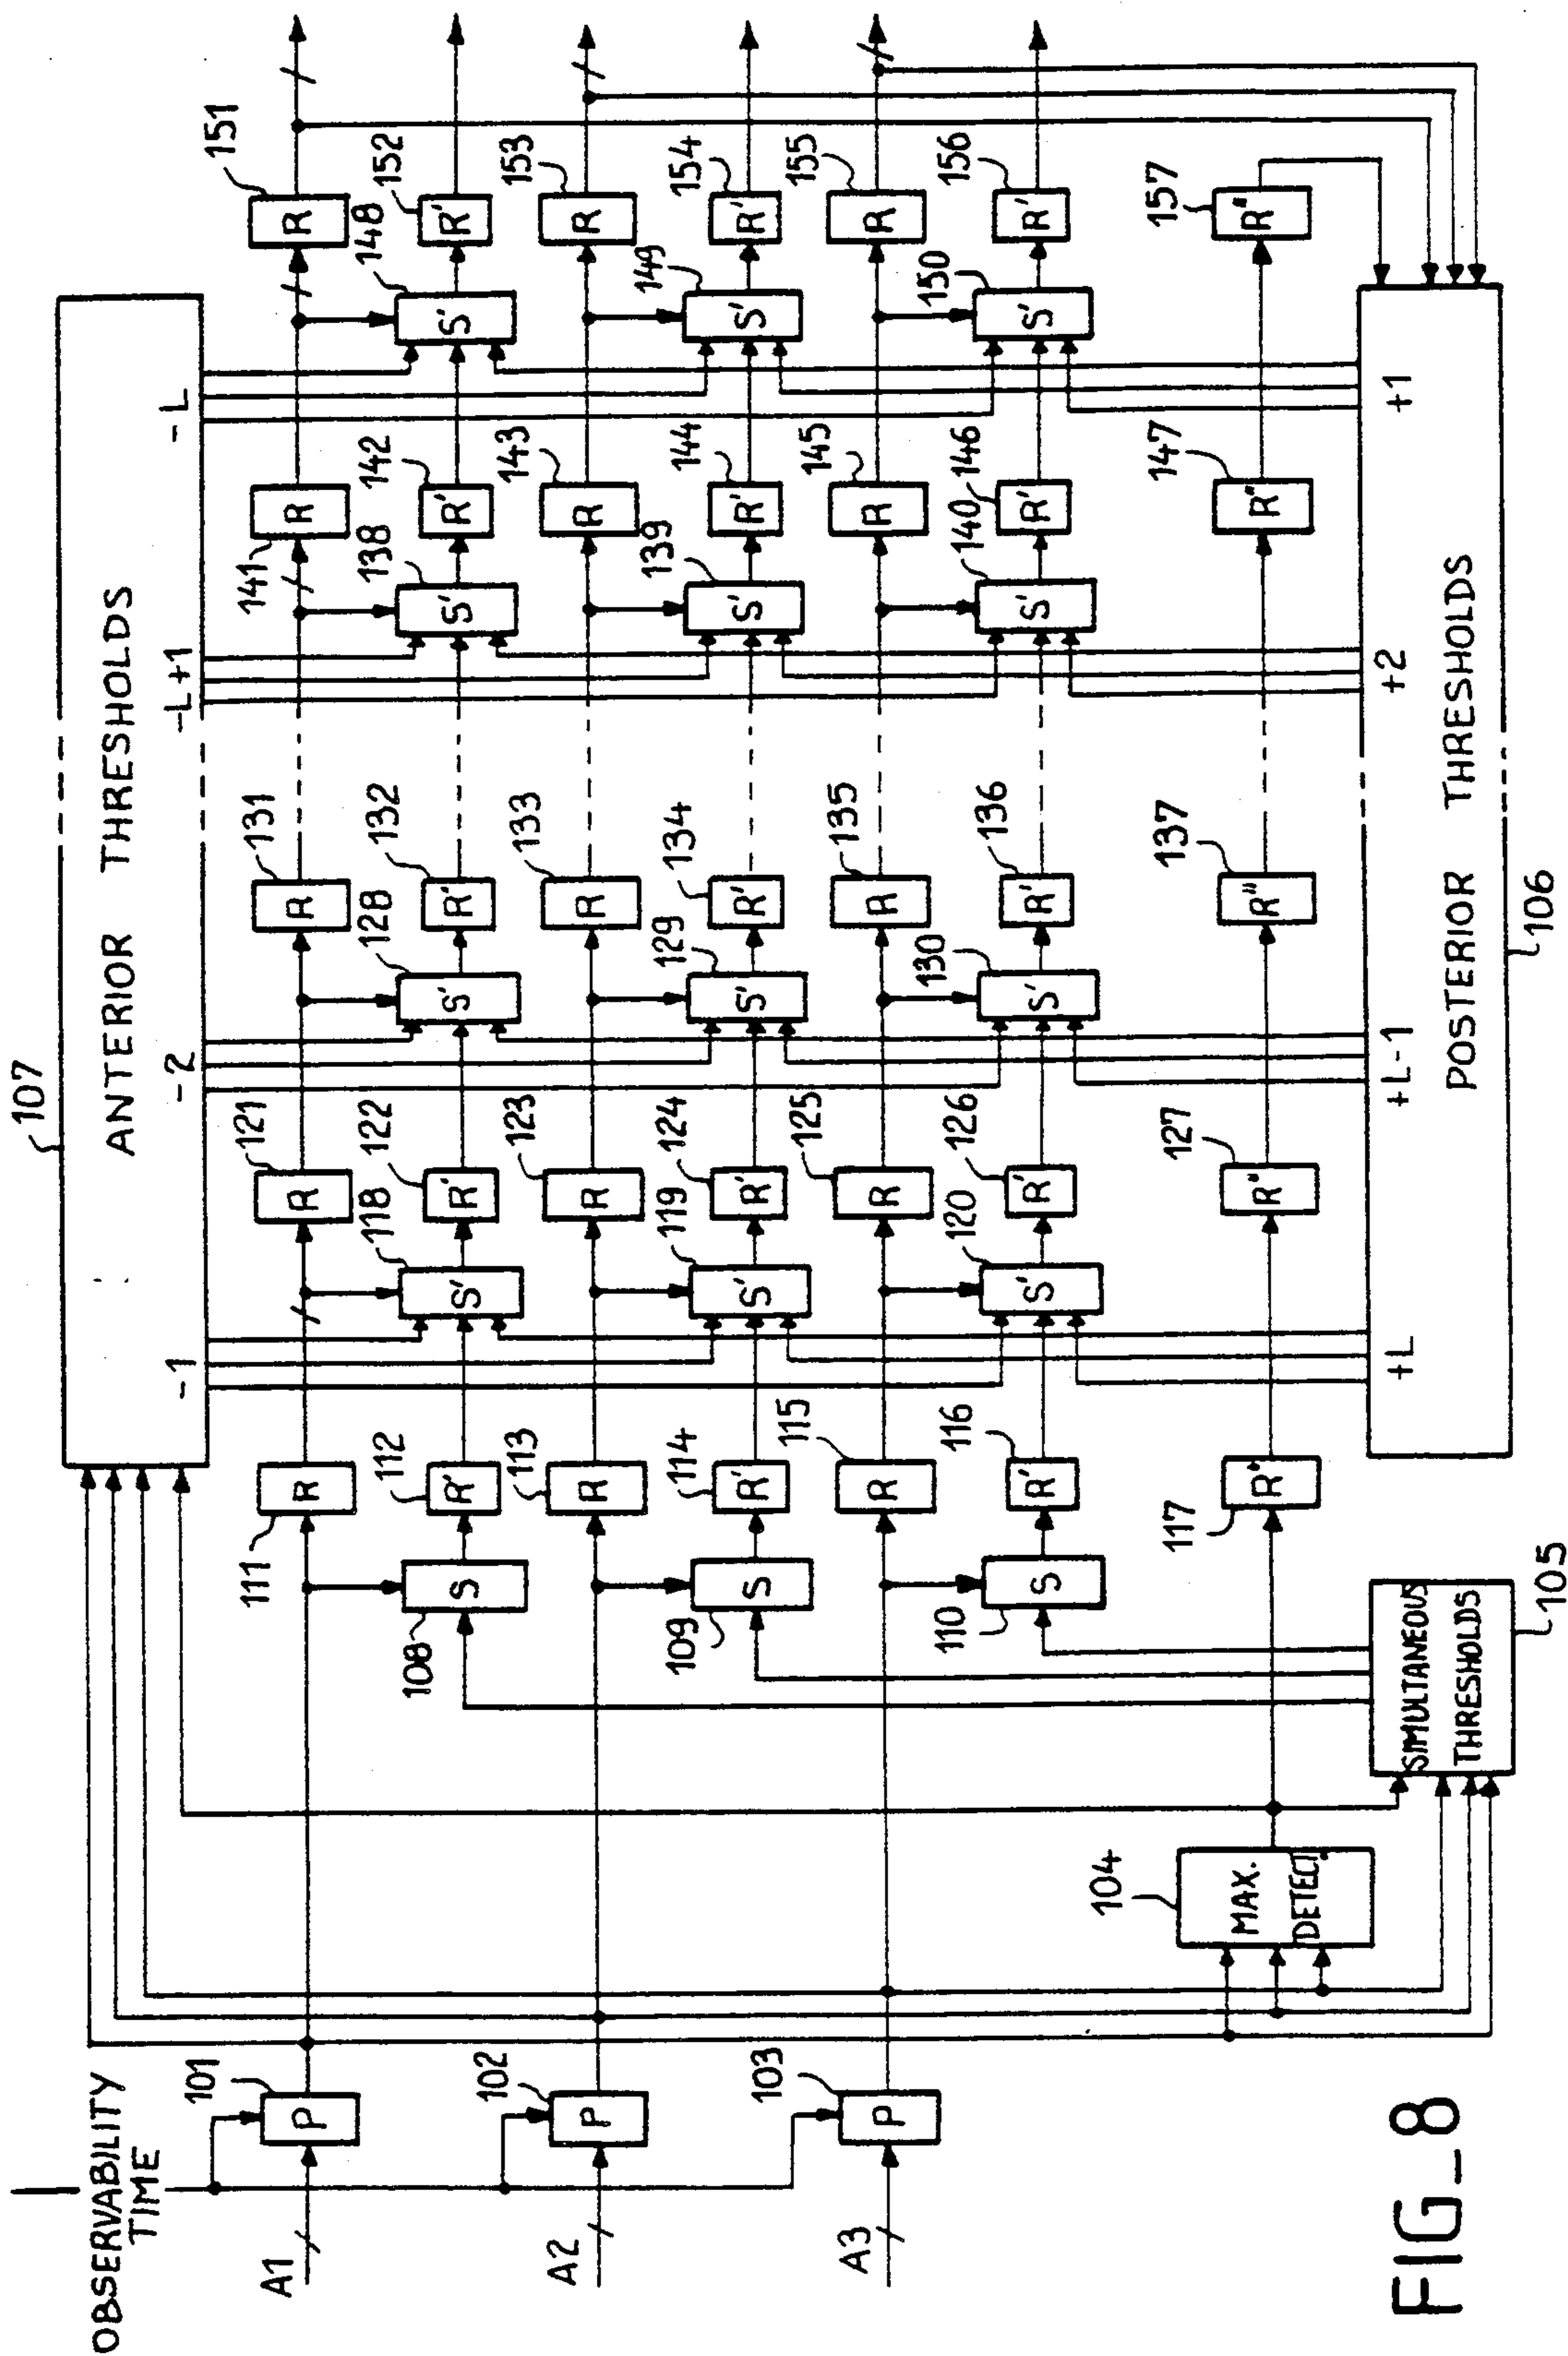 107
ANTERIOR THRESHOLDS
-1
-2
-L+1
-L
OBSERVABILITY
TIME
A1
101
P
111
R
121
R
131
R
141
R
151
R
108
S
112
R'
118
S'
122
R'
128
S'
132
R'
138
S'
142
R'
148
S'
152
R'
A2
102
P
113
R
123
R
133
R
143
R
153
R
109
S
114
R'
119
S'
124
R'
129
S'
134
R'
139
S'
144
R'
149
S'
154
R'
A3
103
P
115
R
125
R
135
R
145
R
155
R
110
S
116
R'
120
S'
126
R'
130
S'
136
R'
140
S'
146
R'
150
S'
156
R'
104
MAX.
DETECT.
117
R"
127
R"
137
R"
147
R"
157
R"
SIMULTANEOUS
THRESHOLDS
105
+L
+L-1
+2
+1
POSTERIOR THRESHOLDS
106
FIG_8